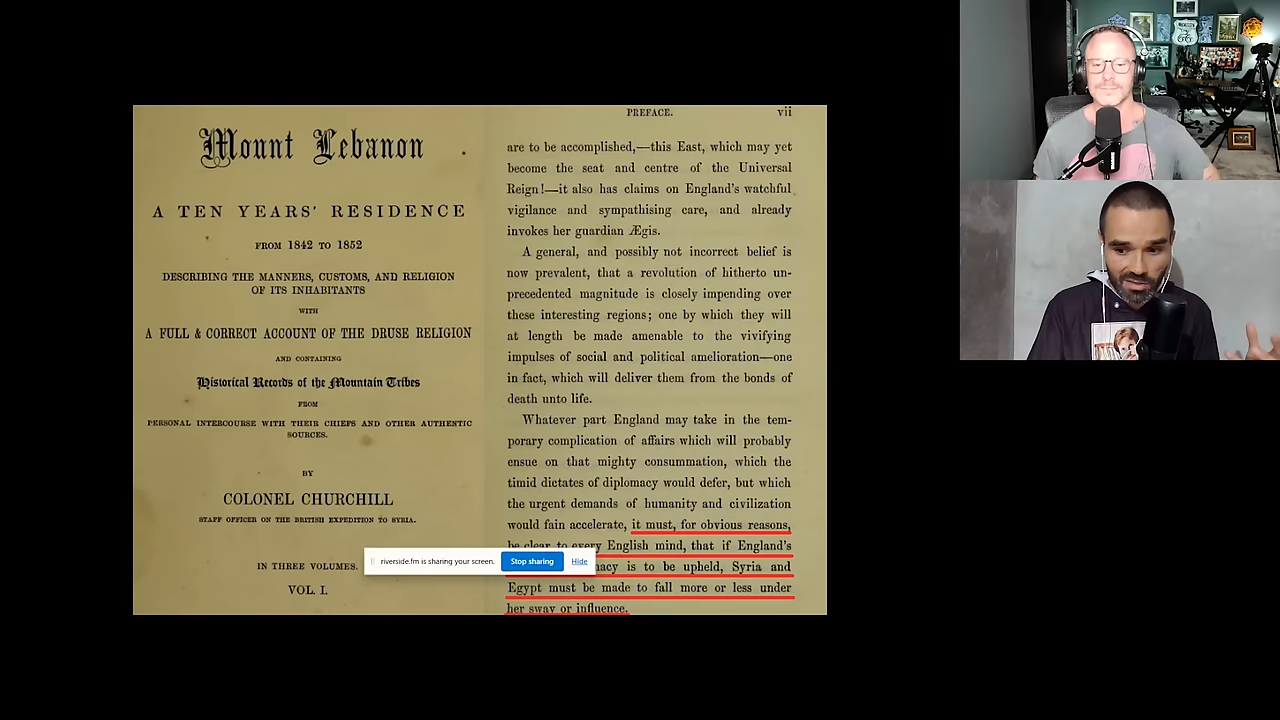 Mount Lebanon
A TEN YEARS' RESIDENCE
FROM 1842 TO 1852
DESCRIBING THE MANNERS, CUSTOMS, AND RELIGION
OF ITS INHABITANTS
WITH
A FULL & CORRECT ACCOUNT OF THE DRUSE RELIGION
AND CONTAINING
Historical Records of the Mountain Tribes
FROM
PERSONAL INTERCOURSE WITH THEIR CHIEFS AND OTHER AUTHENTIC
SOURCES.
BY
COLONEL CHURCHILL
STAFF OFFICER ON THE BRITISH EXPEDITION TO SYRIA.
IN THREE VOLUMES.
VOL. I.
PREFACE. vii
are to be accomplished,—this East, which may yet
become the seat and centre of the Universal
Reign!—it also has claims on England's watchful
vigilance and sympathising care, and already
invokes her guardian Ægis.
A general, and possibly not incorrect belief is
now prevalent, that a revolution of hitherto un-
precedented magnitude is closely impending over
these interesting regions; one by which they will
at length be made amenable to the vivifying
impulses of social and political amelioration—one
in fact, which will deliver them from the bonds of
death unto life.
Whatever part England may take in the tem-
porary complication of affairs which will probably
ensue on that mighty consummation, which the
timid dictates of diplomacy would defer, but which
the urgent demands of humanity and civilization
would fain accelerate, it must, for obvious reasons,
be clear to every English mind, that if England's
is to be upheld, Syria and
Egypt must be made to fall more or less under
her sway or influence.
riverside.fm is sharing your screen.
Stop sharing
Hide